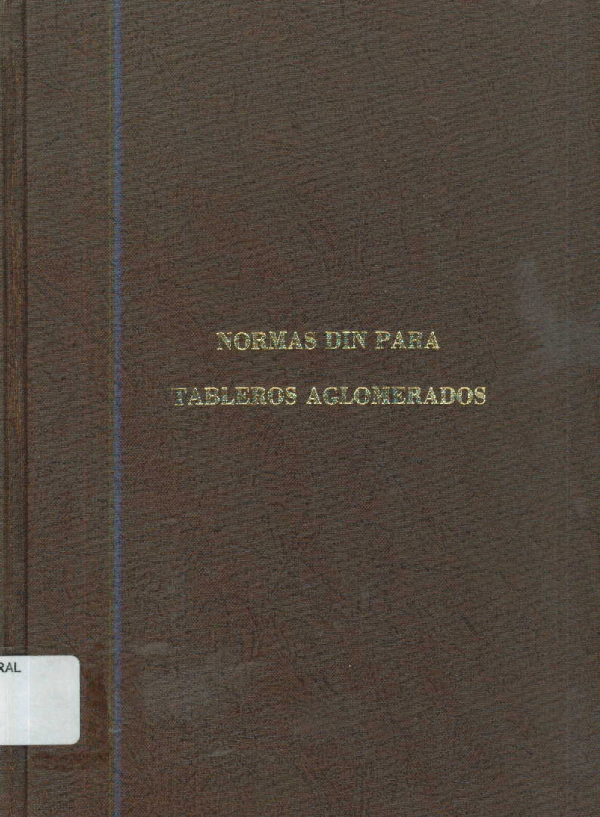 NORMAS DIN PARA
TABLEROS AGLOMERADOS
RAL